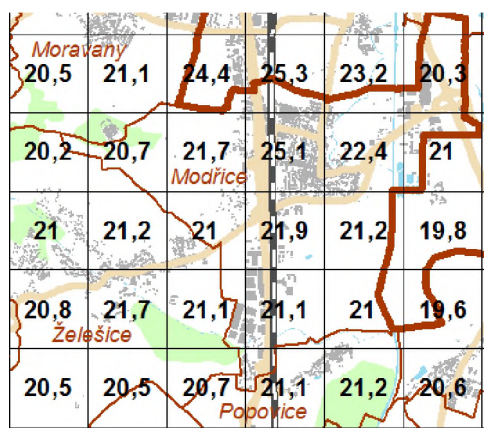 Moravany
20,5 21,1 24,4 25,3 23,2 20,3
20,2 20,7 21,7 25,1 22,4 21
Modřice
21 21,2 21 21,9 21,2 19,8
20,8 21,7 21,1 21,1 21 19,6
Želešice
20,5 20,5 20,7 21,1 21,2 20,6
Popovice